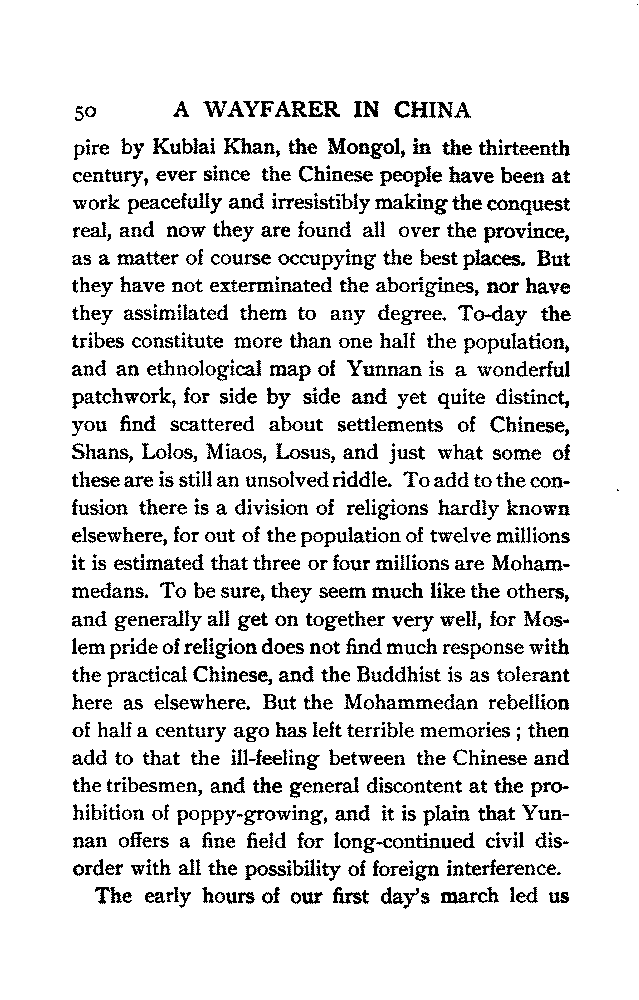 50 A WAYFARER IN CHINA
pire by Kublai Khan, the Mongol, in the thirteenth
century, ever since the Chinese people have been at
work peacefully and irresistibly making the conquest
real, and now they are found all over the province,
as a matter of course occupying the best places. But
they have not exterminated the aborigines, nor have
they assimilated them to any degree. To-day the
tribes constitute more than one half the population,
and an ethnological map of Yunnan is a wonderful
patchwork, for side by side and yet quite distinct,
you find scattered about settlements of Chinese,
Shans, Lolos, Miaos, Losus, and just what some of
these are is still an unsolved riddle. To add to the con-
fusion there is a division of religions hardly known
elsewhere, for out of the population of twelve millions
it is estimated that three or four millions are Moham-
medans. To be sure, they seem much like the others,
and generally all get on together very well, for Mos-
lem pride of religion does not find much response with
the practical Chinese, and the Buddhist is as tolerant
here as elsewhere. But the Mohammedan rebellion
of half a century ago has left terrible memories ; then
add to that the ill-feeling between the Chinese and
the tribesmen, and the general discontent at the pro-
hibition of poppy-growing, and it is plain that Yun-
nan offers a fine field for long-continued civil dis-
order with all the possibility of foreign interference.
The early hours of our first day's march led us